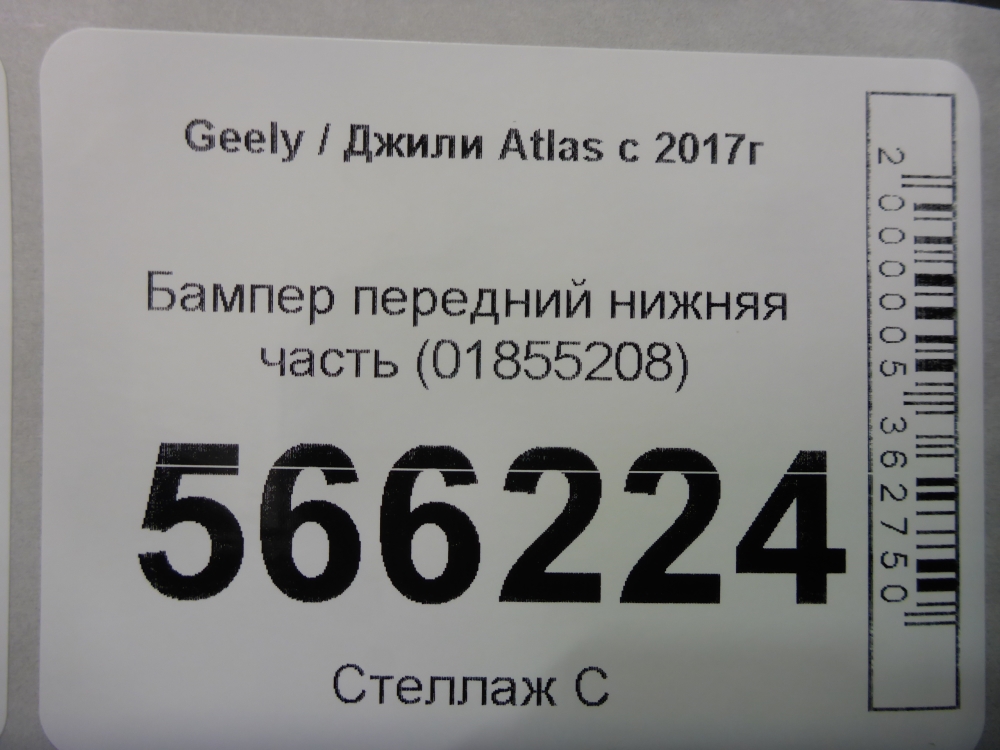 Geely / Джили Atlas с 2017г
Бампер передний нижняя
часть (01855208)
566224
Стеллаж С
2000005362750